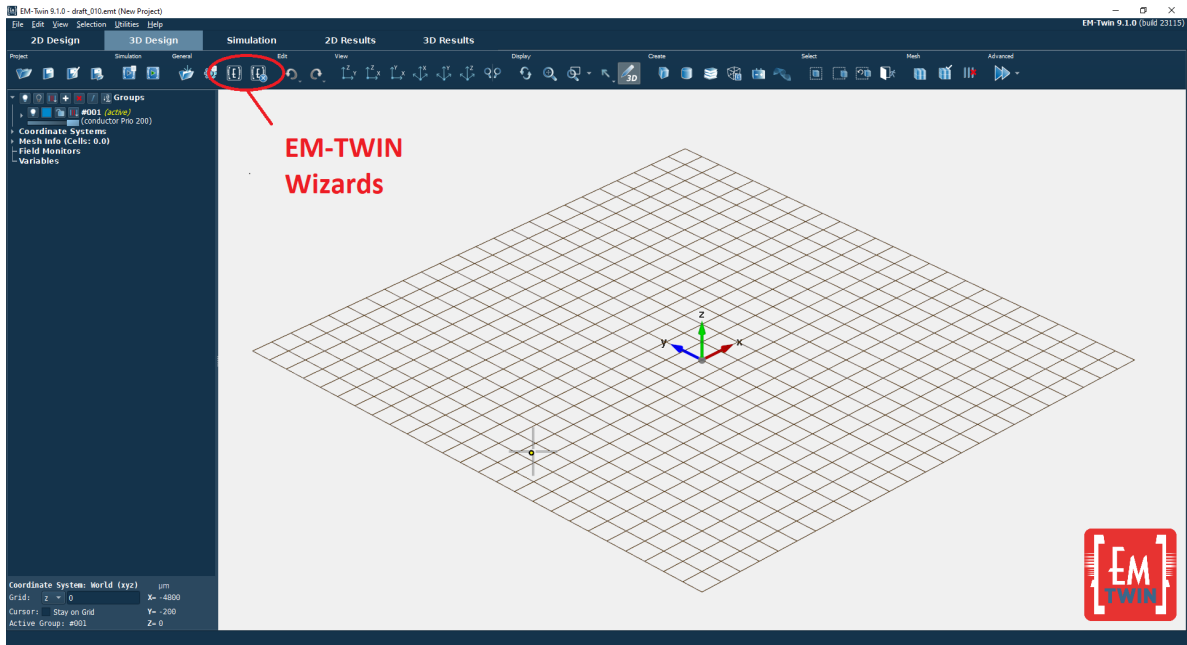 EM-Twin 9.1.0 - draft_010.emt (New Project)
File Edit View Selection Utilities Help
EM-Twin 9.1.0 (build 23115)
2D Design 3D Design Simulation 2D Results 3D Results
Project Simulation General Edit View Display Create Select Mesh Advanced
3D
Groups
#001 (active)
(conductor Prio 200)
Coordinate Systems
Mesh Info (Cells: 0.0)
Field Monitors
Variables
EM-TWIN
Wizards
z
y x
EM
TWIN
Coordinate System: World (xyz) µm
Grid: z 0 X= -4800
Cursor: Stay on Grid Y= -200
Active Group: #001 Z= 0